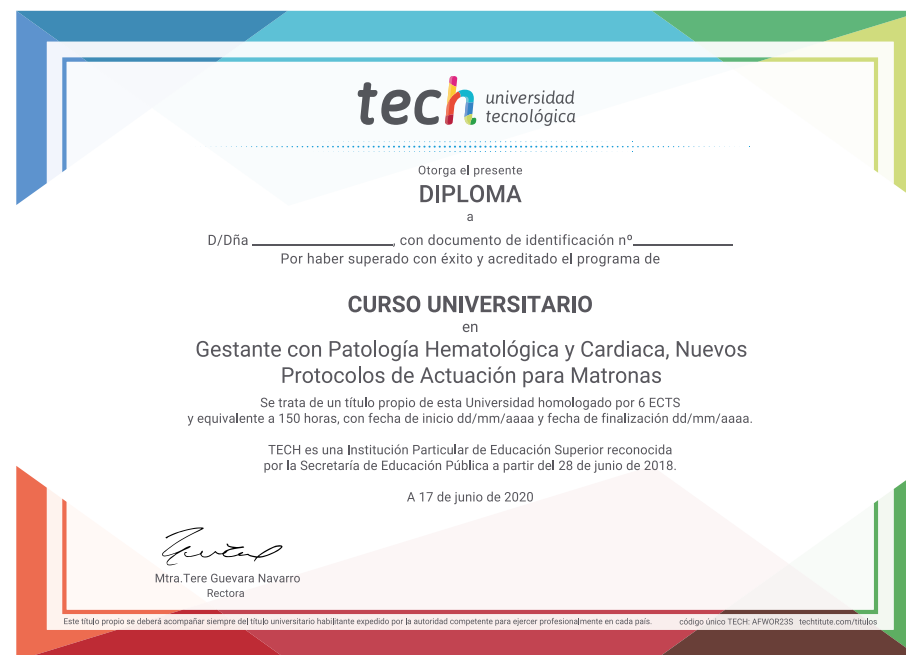 tech universidad
tecnológica
Otorga el presente
DIPLOMA
a
D/Dña ______________, con documento de identificación nº__________
Por haber superado con éxito y acreditado el programa de
CURSO UNIVERSITARIO
en
Gestante con Patología Hematológica y Cardiaca, Nuevos
Protocolos de Actuación para Matronas
Se trata de un título propio de esta Universidad homologado por 6 ECTS
y equivalente a 150 horas, con fecha de inicio dd/mm/aaaa y fecha de finalización dd/mm/aaaa.
TECH es una Institución Particular de Educación Superior reconocida
por la Secretaría de Educación Pública a partir del 28 de junio de 2018.
A 17 de junio de 2020
Mtra.Tere Guevara Navarro
Rectora
Este título propio se deberá acompañar siempre del título universitario habilitante expedido por la autoridad competente para ejercer profesionalmente en cada país. código único TECH: AFWOR23S techtitute.com/titulos